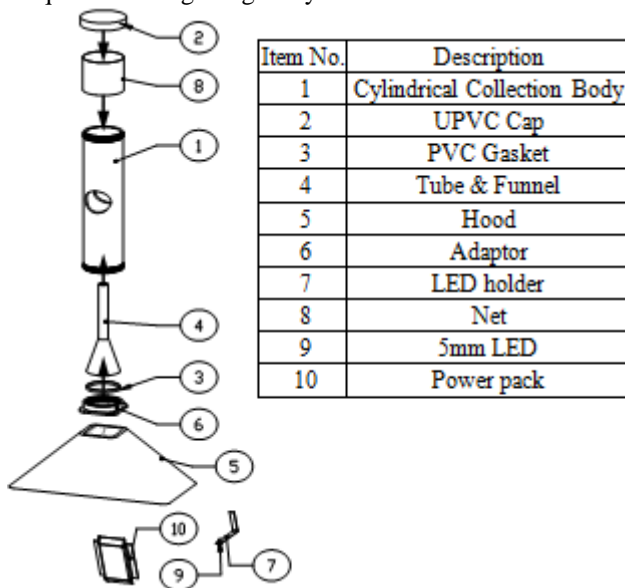 2
8
1
4
3
6
5
10
9
7
Item No. Description
1 Cylindrical Collection Body
2 UPVC Cap
3 PVC Gasket
4 Tube & Funnel
5 Hood
6 Adaptor
7 LED holder
8 Net
9 5mm LED
10 Power pack